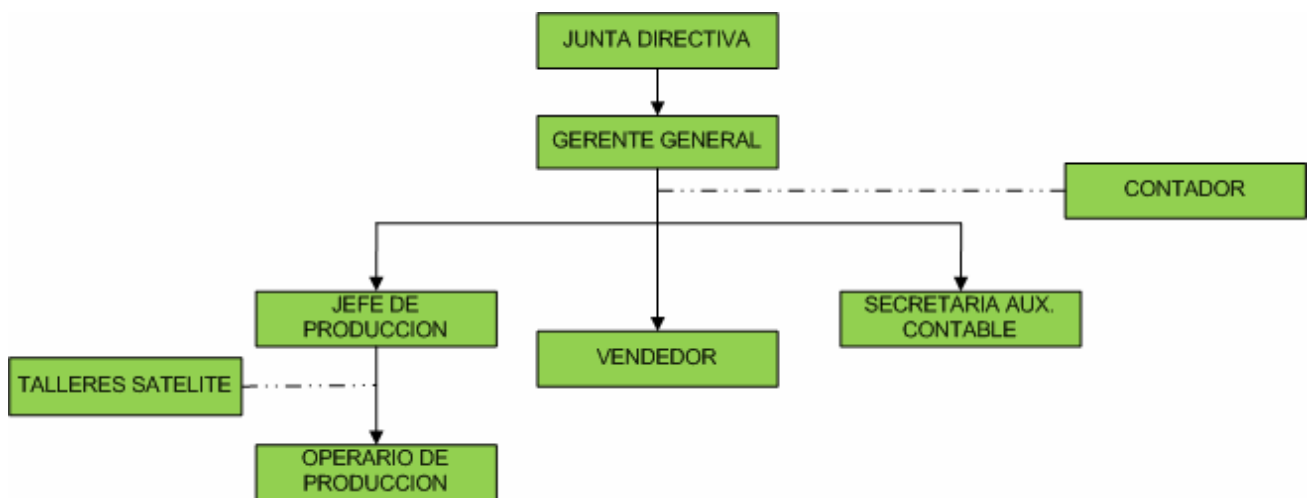 JUNTA DIRECTIVA
GERENTE GENERAL
CONTADOR
JEFE DE
PRODUCCION
VENDEDOR
SECRETARIA AUX.
CONTABLE
TALLERES SATELITE
OPERARIO DE
PRODUCCION